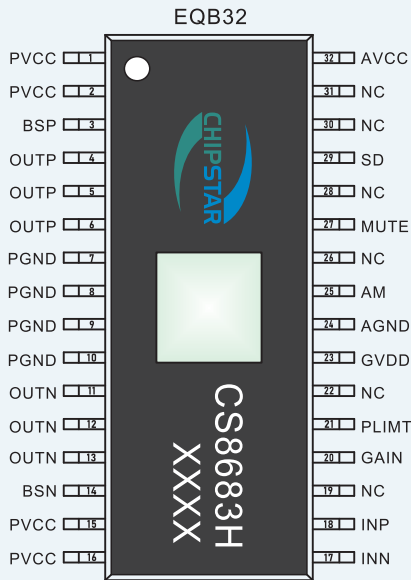 EQB32
PVCC 1
PVCC 2
BSP 3
OUTP 4
OUTP 5
OUTP 6
PGND 7
PGND 8
PGND 9
PGND 10
OUTN 11
OUTN 12
OUTN 13
BSN 14
PVCC 15
PVCC 16
32 AVCC
31 NC
30 NC
29 SD
28 NC
27 MUTE
26 NC
25 AM
24 AGND
23 GVDD
22 NC
21 PLIMT
20 GAIN
19 NC
18 INP
17 INN
CHIPSTAR
CS8683H
XXXX